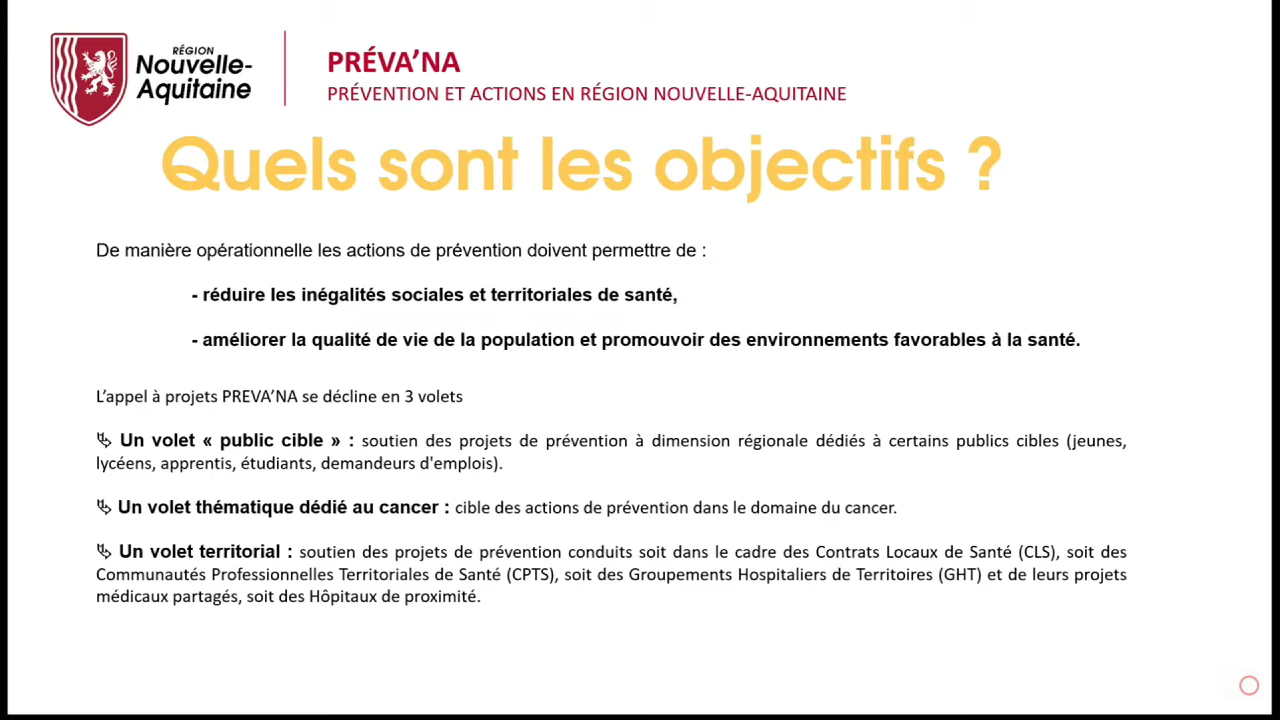 RÉGION
Nouvelle-
Aquitaine
PRÉVA’NA
PRÉVENTION ET ACTIONS EN RÉGION NOUVELLE-AQUITAINE
Quels sont les objectifs ?
De manière opérationnelle les actions de prévention doivent permettre de :
- réduire les inégalités sociales et territoriales de santé,
- améliorer la qualité de vie de la population et promouvoir des environnements favorables à la santé.
L’appel à projets PREVA’NA se décline en 3 volets
⮱ Un volet « public cible » : soutien des projets de prévention à dimension régionale dédiés à certains publics cibles (jeunes,
lycéens, apprentis, étudiants, demandeurs d'emplois).
⮱ Un volet thématique dédié au cancer : cible des actions de prévention dans le domaine du cancer.
⮱ Un volet territorial : soutien des projets de prévention conduits soit dans le cadre des Contrats Locaux de Santé (CLS), soit des
Communautés Professionnelles Territoriales de Santé (CPTS), soit des Groupements Hospitaliers de Territoires (GHT) et de leurs projets
médicaux partagés, soit des Hôpitaux de proximité.